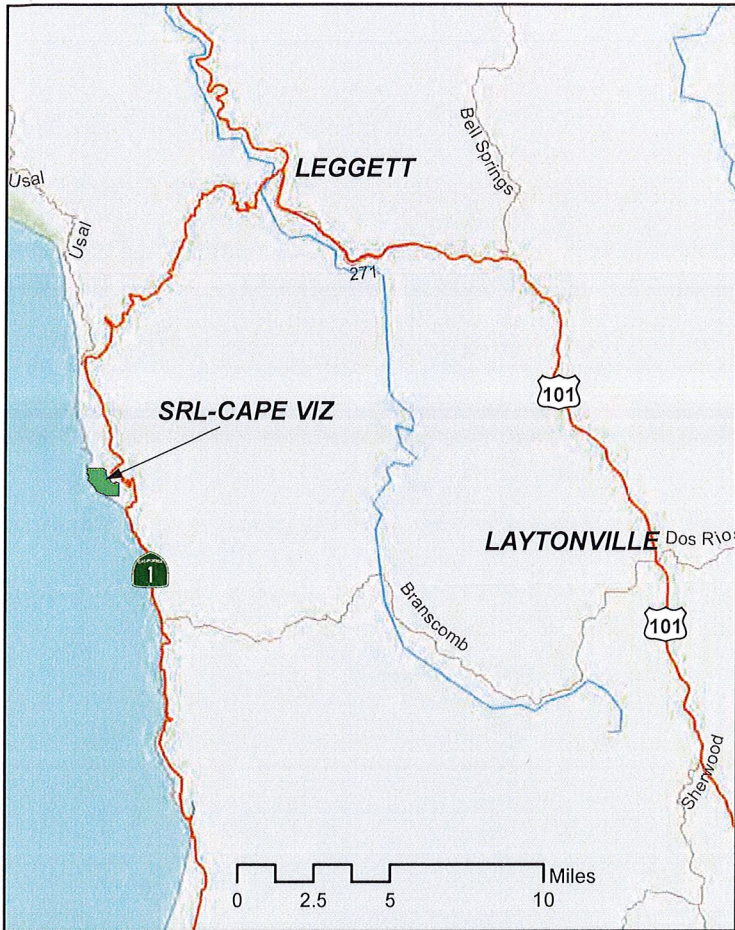 Bell Springs
LEGGETT
Usal
Usal
271
101
SRL-CAPE VIZ
LAYTONVILLE
Dos Rios
CALIFORNIA
1
Branscomb
101
Sherwood
Miles
0 2.5 5 10